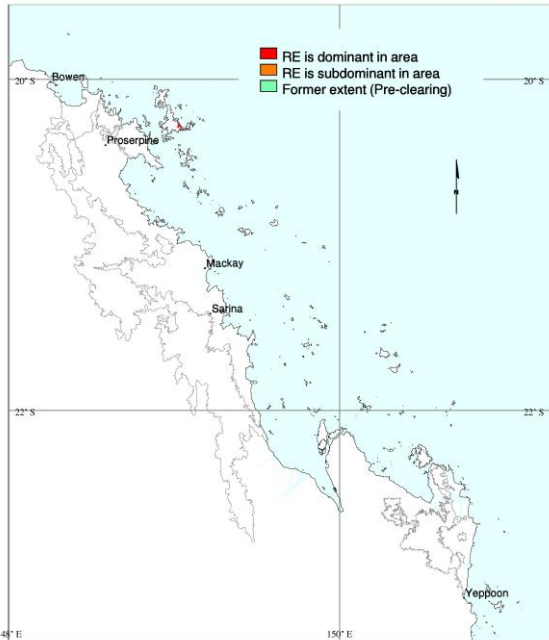 RE is dominant in area
RE is subdominant in area
Former extent (Pre-clearing)
20° S
Bowen
20° S
Proserpine
N
Mackay
Sarina
22° S
22° S
Yeppoon
48° E
150° E